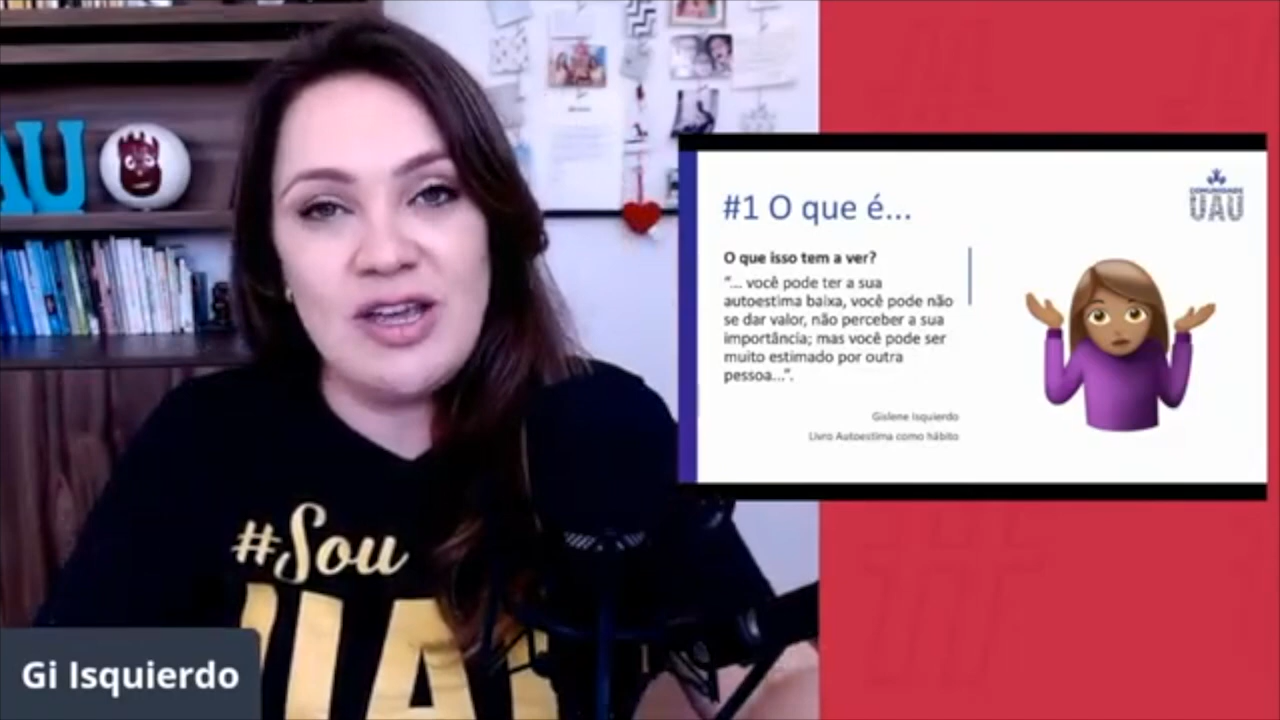 AU
#Sou
UAU
Gi Isquierdo
COMUNIDADE
UAU
#1 O que é...
O que isso tem a ver?
"... você pode ter a sua
autoestima baixa, você pode não
se dar valor, não perceber a sua
importância; mas você pode ser
muito estimado por outra
pessoa...".
Gislene Isquierdo
Livro Autoestima como hábito